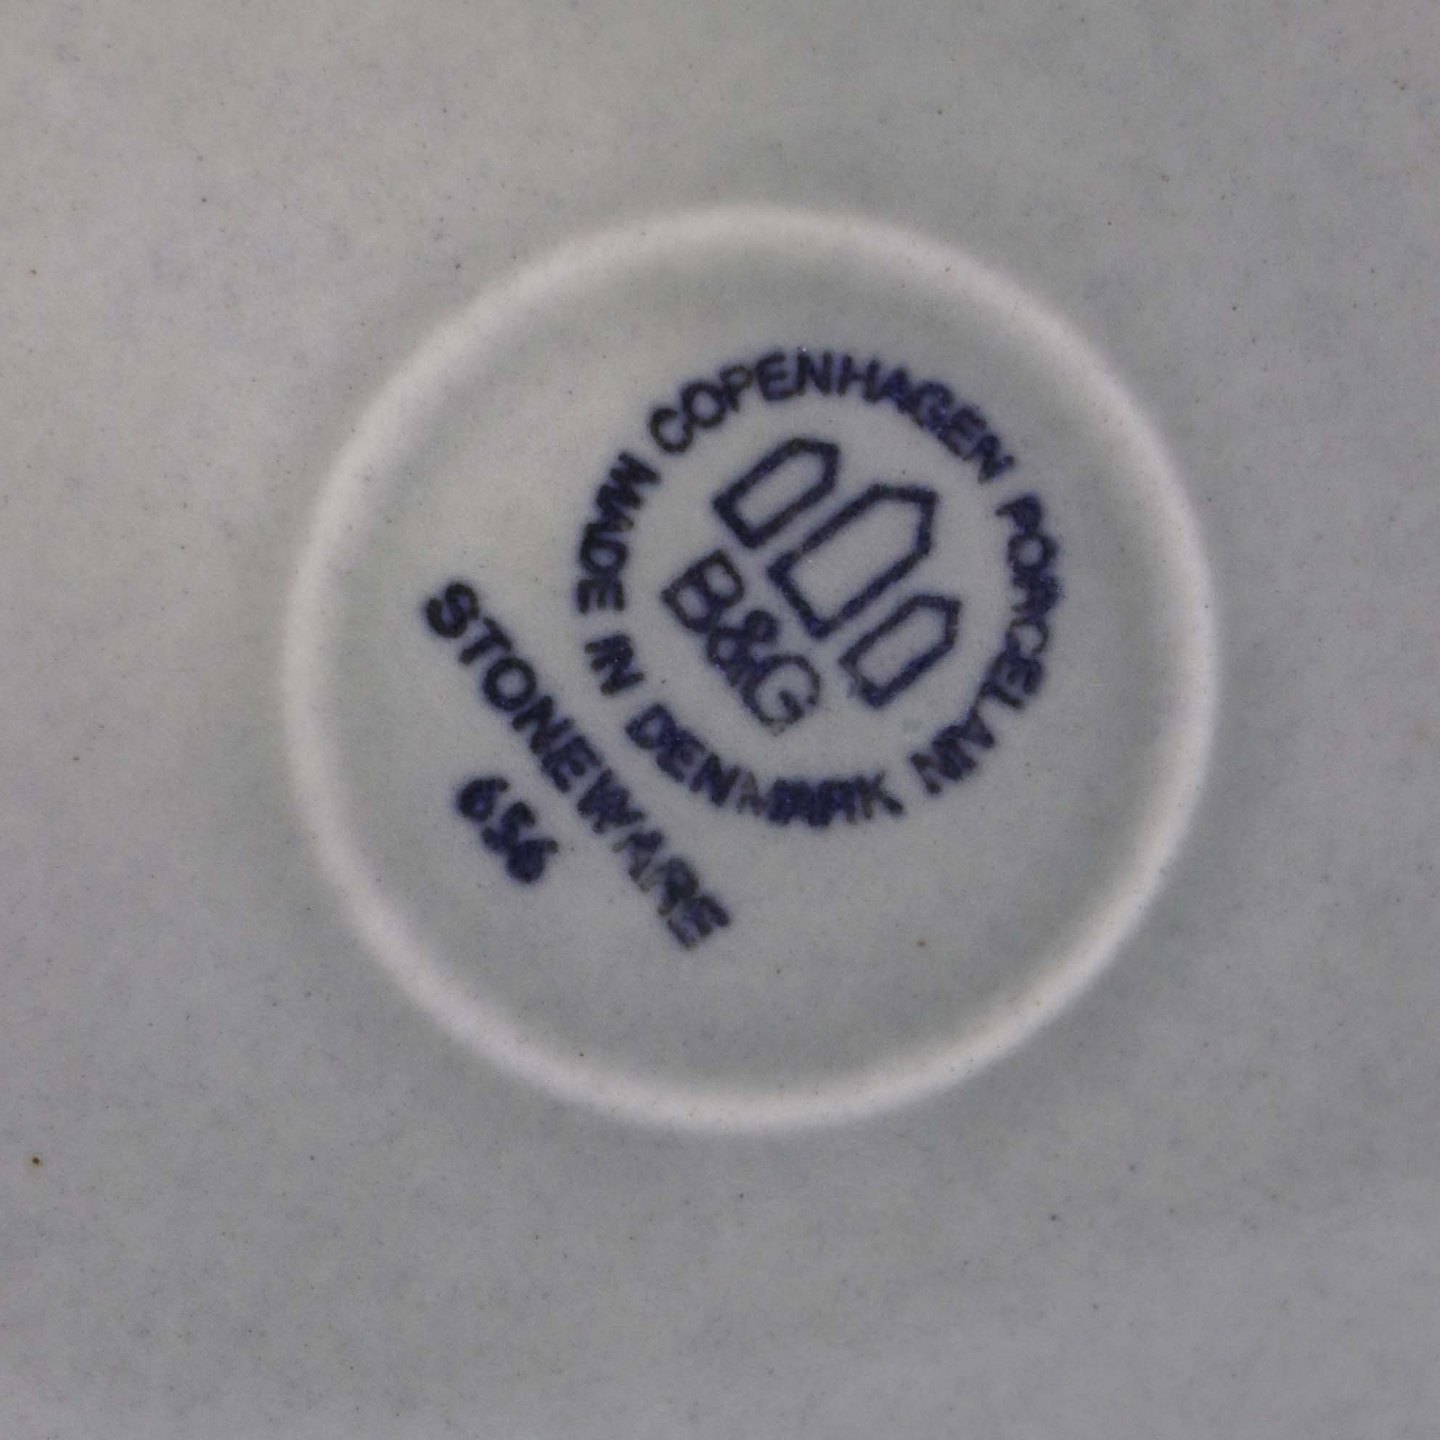 COPENHAGEN PORCELAIN
MADE IN DENMARK
B&G
STONEWARE
656